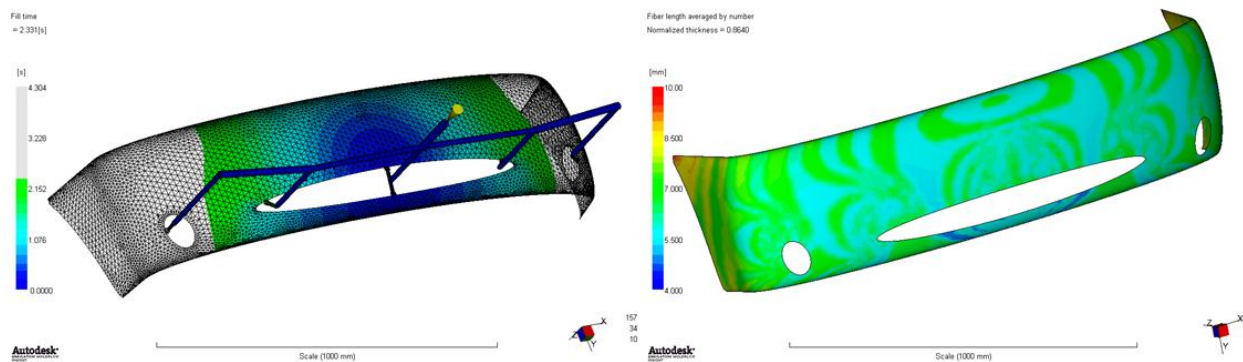 Fill time
= 2.331[s]
[s]
4.304
3.228
2.152
1.076
0.0000
Autodesk
Scale (1000 mm)
Z
X
Y
157
34
10
Fiber length averaged by number
Normalized thickness = 0.8640
[mm]
10.00
8.500
7.000
5.500
4.000
Autodesk
Scale (1000 mm)
Z
X
Y